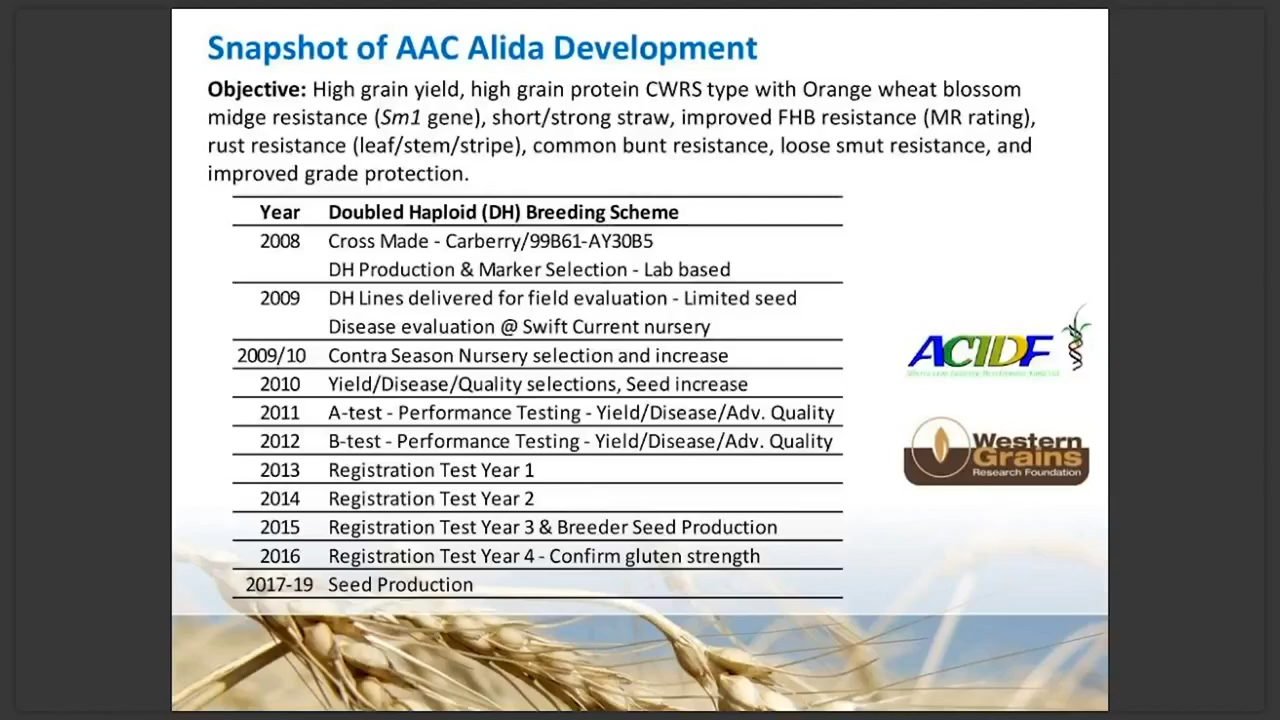 Snapshot of AAC Alida Development
Objective: High grain yield, high grain protein CWRS type with Orange wheat blossom
midge resistance (Sm1 gene), short/strong straw, improved FHB resistance (MR rating),
rust resistance (leaf/stem/stripe), common bunt resistance, loose smut resistance, and
improved grade protection.
Year Doubled Haploid (DH) Breeding Scheme
2008 Cross Made - Carberry/99B61-AY30B5
DH Production & Marker Selection - Lab based
2009 DH Lines delivered for field evaluation - Limited seed
Disease evaluation @ Swift Current nursery
2009/10 Contra Season Nursery selection and increase
2010 Yield/Disease/Quality selections, Seed increase
2011 A-test - Performance Testing - Yield/Disease/Adv. Quality
2012 B-test - Performance Testing - Yield/Disease/Adv. Quality
2013 Registration Test Year 1
2014 Registration Test Year 2
2015 Registration Test Year 3 & Breeder Seed Production
2016 Registration Test Year 4 - Confirm gluten strength
2017-19 Seed Production
ACIDF
Western
Grains
Research Foundation